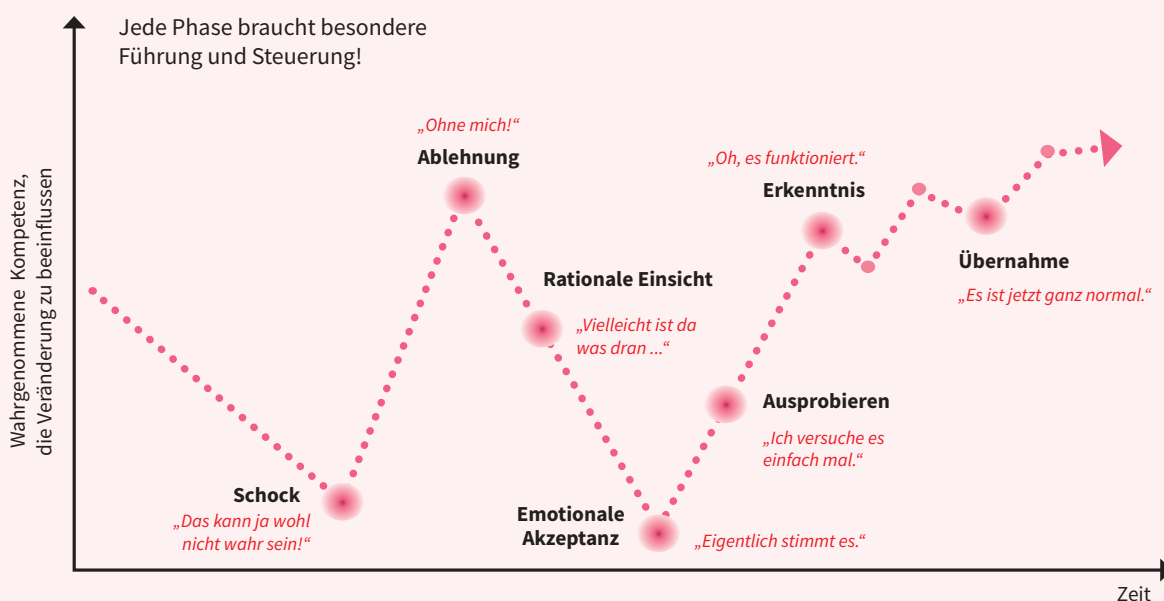 Jede Phase braucht besondere
Führung und Steuerung!
Wahrgenommene Kompetenz,
die Veränderung zu beeinflussen
„Das kann ja wohl
nicht wahr sein!“
Schock
„Ohne mich!“
Ablehnung
Rationale Einsicht
„Vielleicht ist da
was dran ...“
Emotionale
Akzeptanz
„Eigentlich stimmt es.“
Ausprobieren
„Ich versuche es
einfach mal.“
„Oh, es funktioniert.“
Erkenntnis
Übernahme
„Es ist jetzt ganz normal.“
Zeit